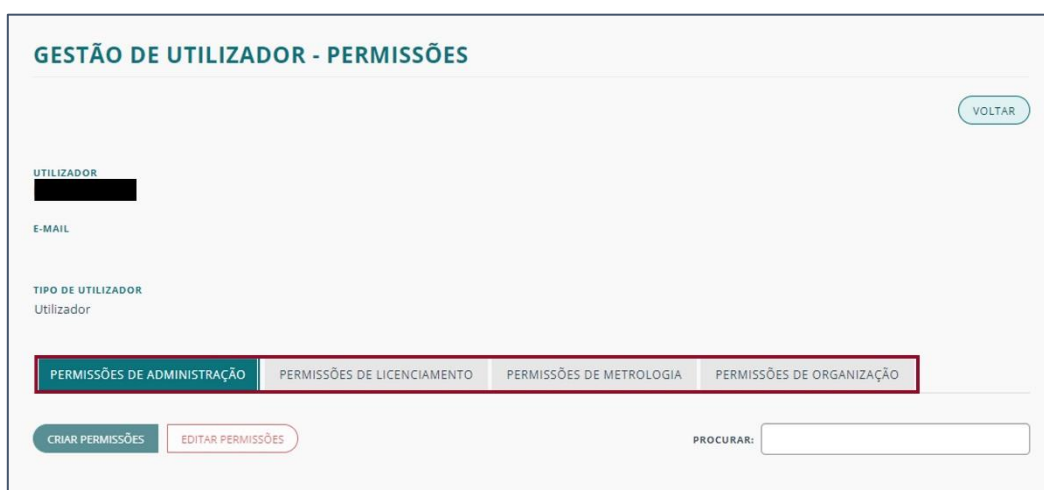 GESTÃO DE UTILIZADOR - PERMISSÕES
VOLTAR
UTILIZADOR
E-MAIL
TIPO DE UTILIZADOR
Utilizador
PERMISSÕES DE ADMINISTRAÇÃO PERMISSÕES DE LICENCIAMENTO PERMISSÕES DE METROLOGIA PERMISSÕES DE ORGANIZAÇÃO
CRIAR PERMISSÕES EDITAR PERMISSÕES PROCURAR: